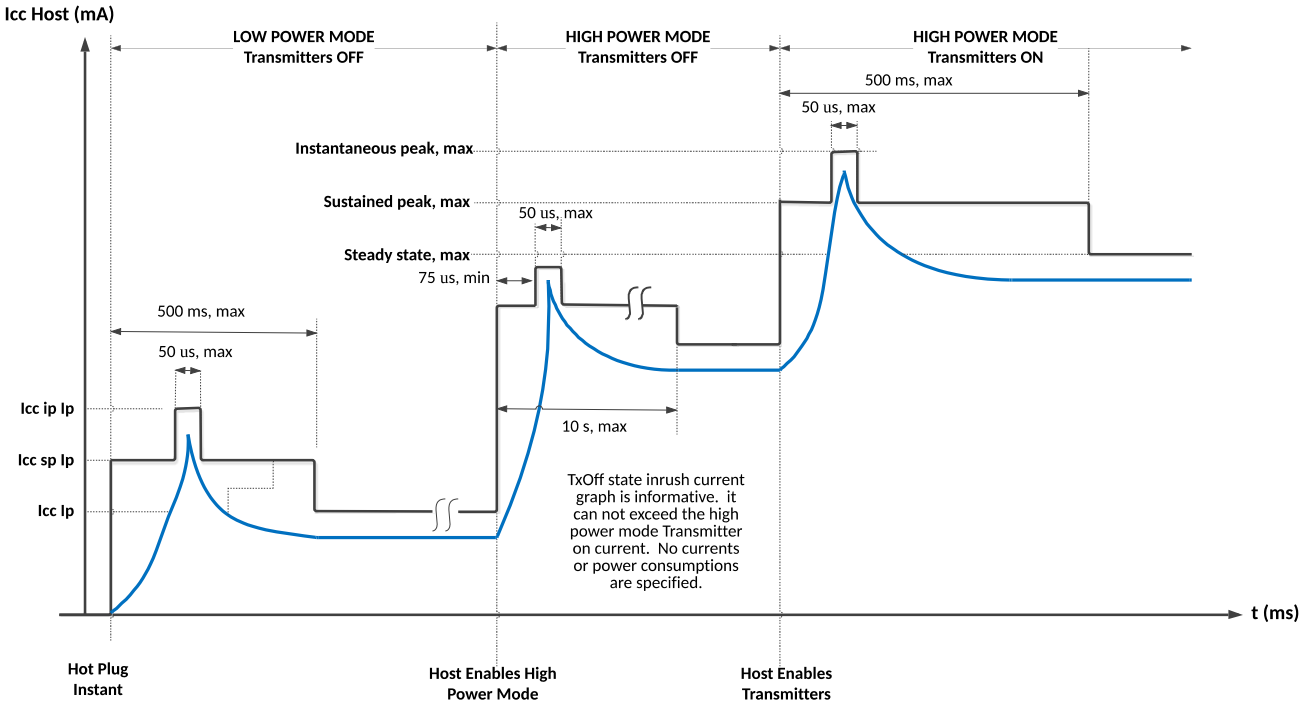 Icc Host (mA)
LOW POWER MODE
Transmitters OFF
HIGH POWER MODE
Transmitters OFF
HIGH POWER MODE
Transmitters ON
500 ms, max
50 us, max
Instantaneous peak, max
Sustained peak, max
50 us, max
Steady state, max
75 us, min
500 ms, max
50 us, max
Icc ip lp
10 s, max
Icc sp lp
Icc lp
TxOff state inrush current
graph is informative. it
can not exceed the high
power mode Transmitter
on current. No currents
or power consumptions
are specified.
t (ms)
Hot Plug
Instant
Host Enables High
Power Mode
Host Enables
Transmitters